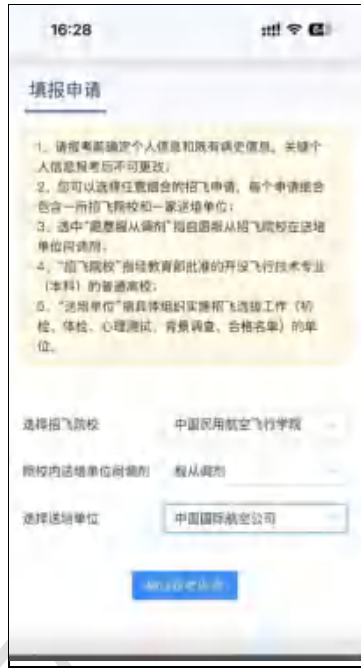 16:28
填报申请
1、请报考前确定个人信息和既有病史信息，关键个
人信息报考后不可更改；
2、您可以选择任意组合的招飞申请，每个申请组合
包含一所招飞院校和一家送培单位；
3、选中“愿意服从调剂”指自愿服从招飞院校在送培
单位间调剂；
4、“招飞院校”指经教育部批准的开设飞行技术专业
（本科）的普通高校；
5、“送培单位”指具体组织实施招飞选拔工作（初
检、体检、心理测试、背景调查、合格名单）的单
位。
选择招飞院校 中国民用航空飞行学院
院校内送培单位间调剂 服从调剂
选择送培单位 中国国际航空公司